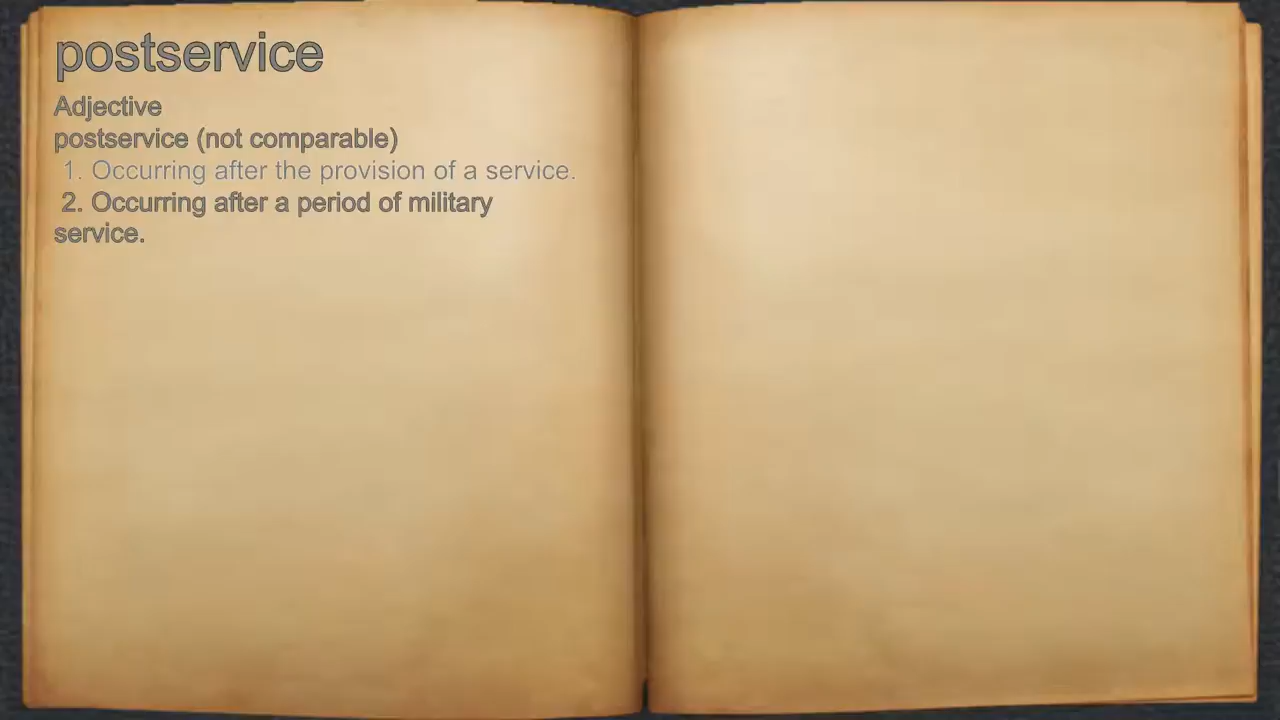 postservice
Adjective
postservice (not comparable)
1. Occurring after the provision of a service.
2. Occurring after a period of military
service.